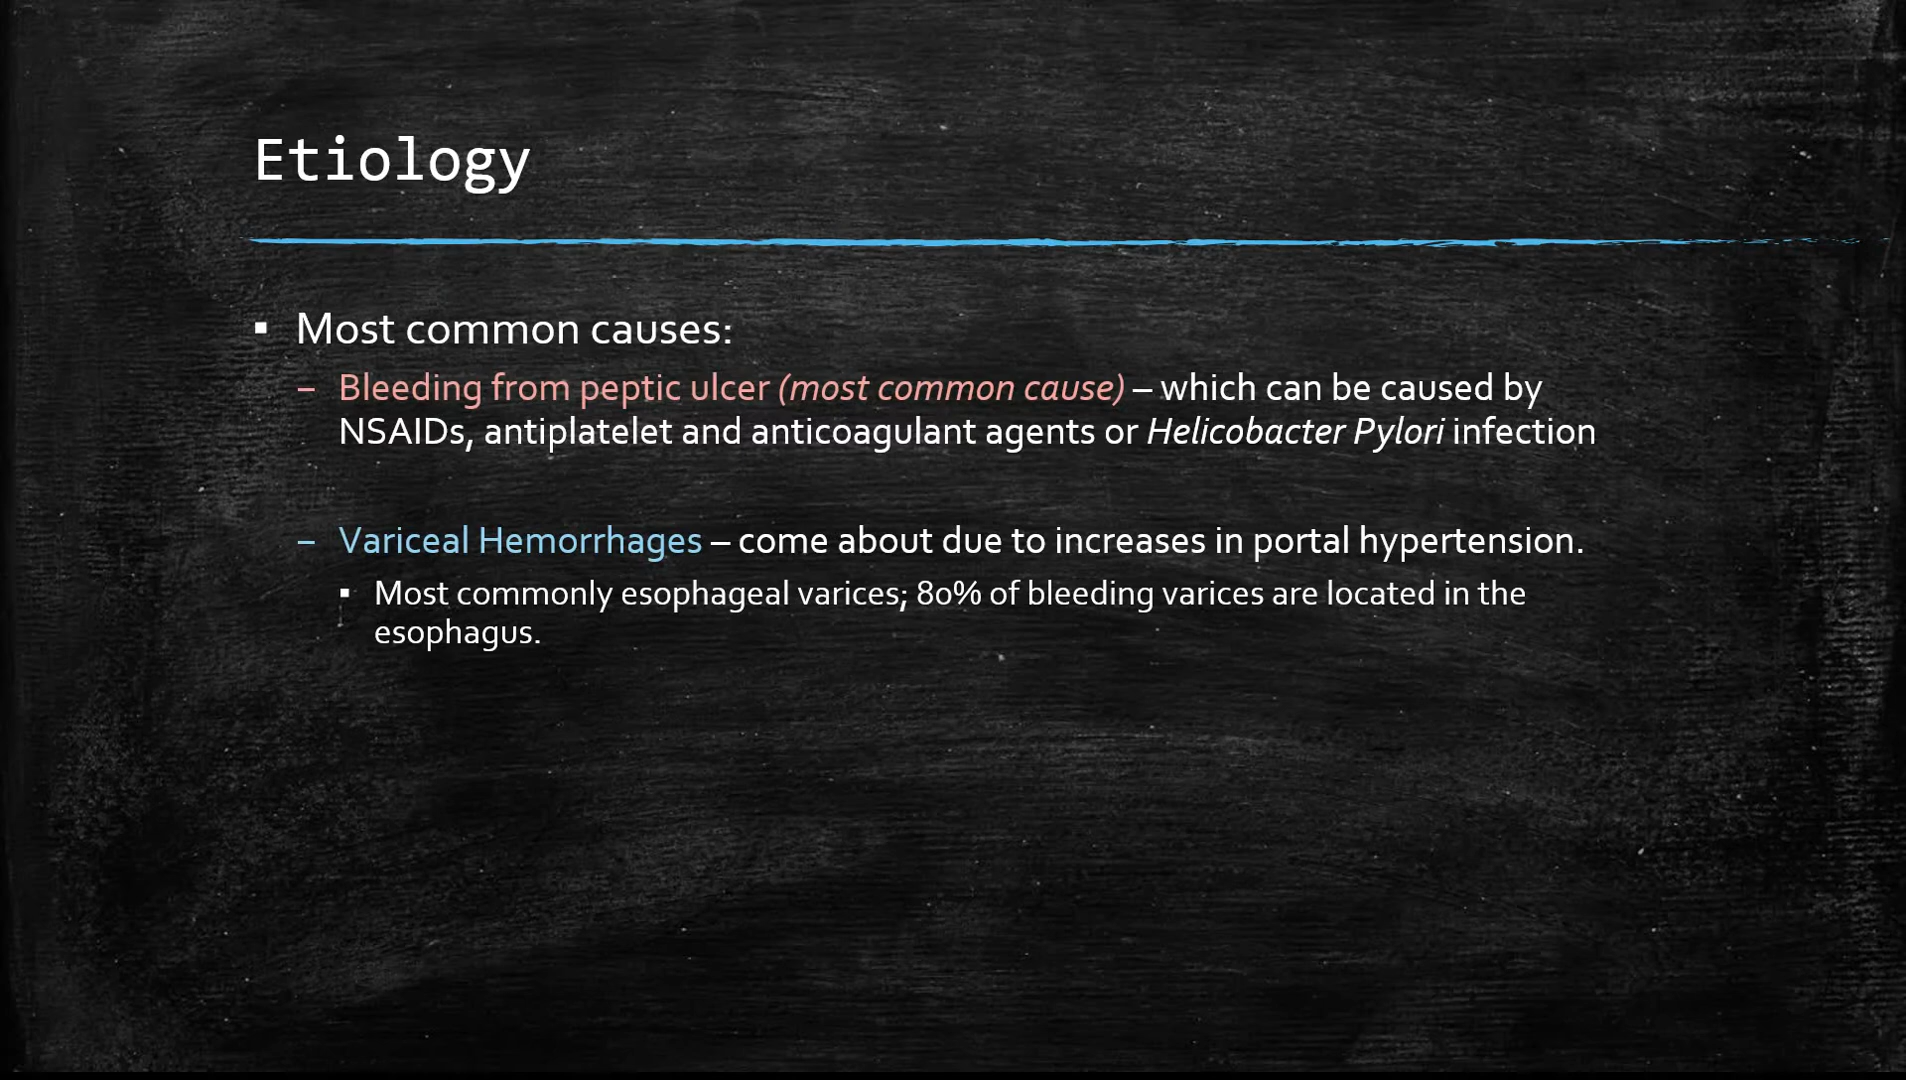 Etiology
▪ Most common causes:
– Bleeding from peptic ulcer (most common cause) – which can be caused by
NSAIDs, antiplatelet and anticoagulant agents or Helicobacter Pylori infection
– Variceal Hemorrhages – come about due to increases in portal hypertension.
▪ Most commonly esophageal varices; 80% of bleeding varices are located in the
esophagus.